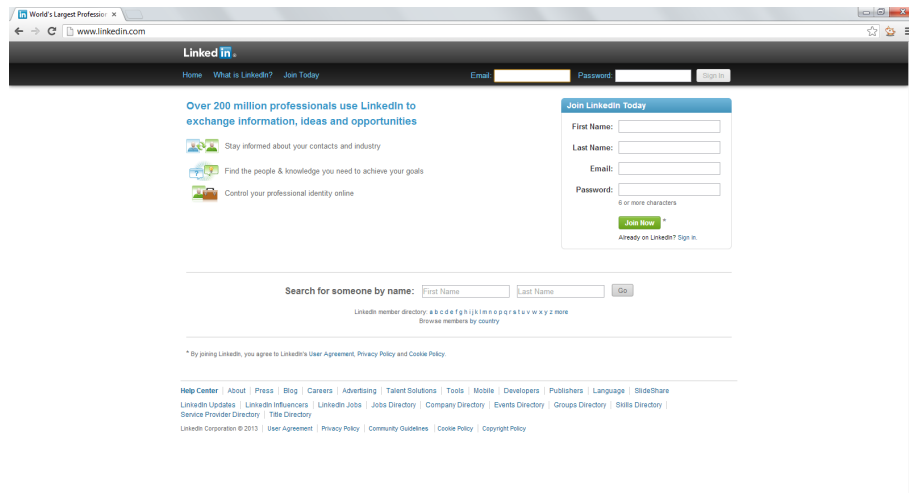 World's Largest Profession
www.linkedin.com
Linked in
Home What is LinkedIn? Join Today Email: Password: Sign In
Over 200 million professionals use LinkedIn to
exchange information, ideas and opportunities
Stay informed about your contacts and industry
Find the people & knowledge you need to achieve your goals
Control your professional identity online
Join LinkedIn Today
First Name:
Last Name:
Email:
Password:
6 or more characters
Join Now *
Already on LinkedIn? Sign in.
Search for someone by name: First Name Last Name Go
LinkedIn member directory: a b c d e f g h i j k l m n o p q r s t u v w x y z more
Browse members by country
* By joining LinkedIn, you agree to LinkedIn's User Agreement, Privacy Policy and Cookie Policy.
Help Center | About | Press | Blog | Careers | Advertising | Talent Solutions | Tools | Mobile | Developers | Publishers | Language | SlideShare
LinkedIn Updates | LinkedIn Influencers | LinkedIn Jobs | Jobs Directory | Company Directory | Events Directory | Groups Directory | Skills Directory |
Service Provider Directory | Title Directory
LinkedIn Corporation © 2013 | User Agreement | Privacy Policy | Community Guidelines | Cookie Policy | Copyright Policy